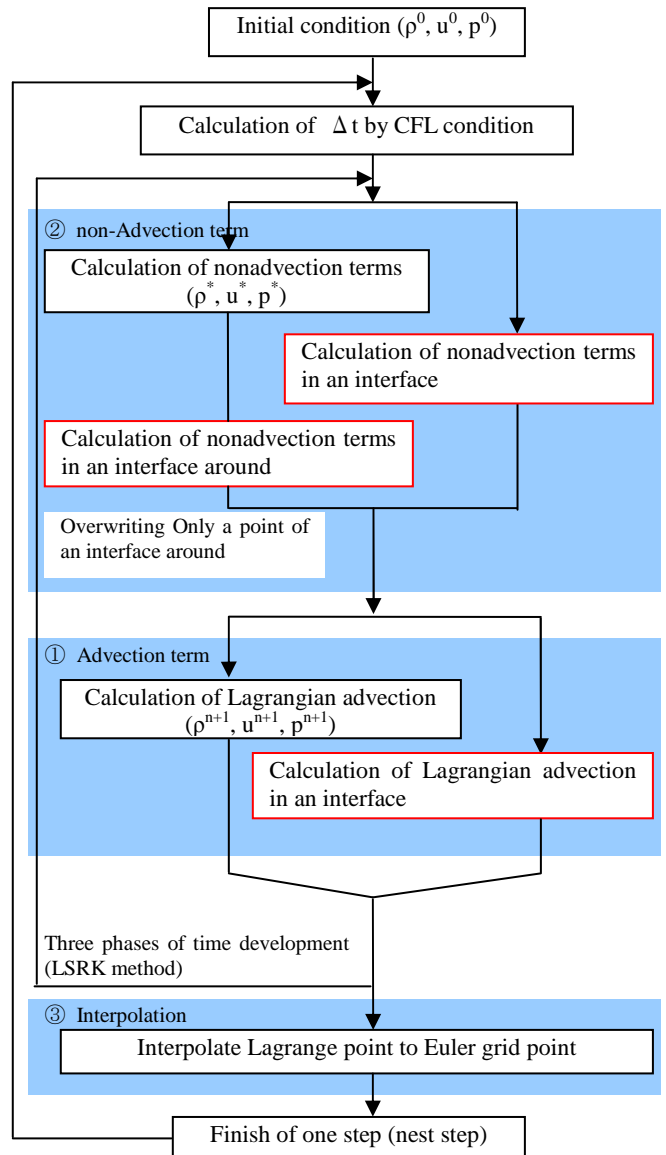 Initial condition (ρ⁰, u⁰, p⁰)
Calculation of Δt by CFL condition
② non-Advection term
Calculation of nonadvection terms
(ρ*, u*, p*)
Calculation of nonadvection terms
in an interface
Calculation of nonadvection terms
in an interface around
Overwriting Only a point of
an interface around
① Advection term
Calculation of Lagrangian advection
(ρⁿ⁺¹, uⁿ⁺¹, pⁿ⁺¹)
Calculation of Lagrangian advection
in an interface
Three phases of time development
(LSRK method)
③ Interpolation
Interpolate Lagrange point to Euler grid point
Finish of one step (nest step)